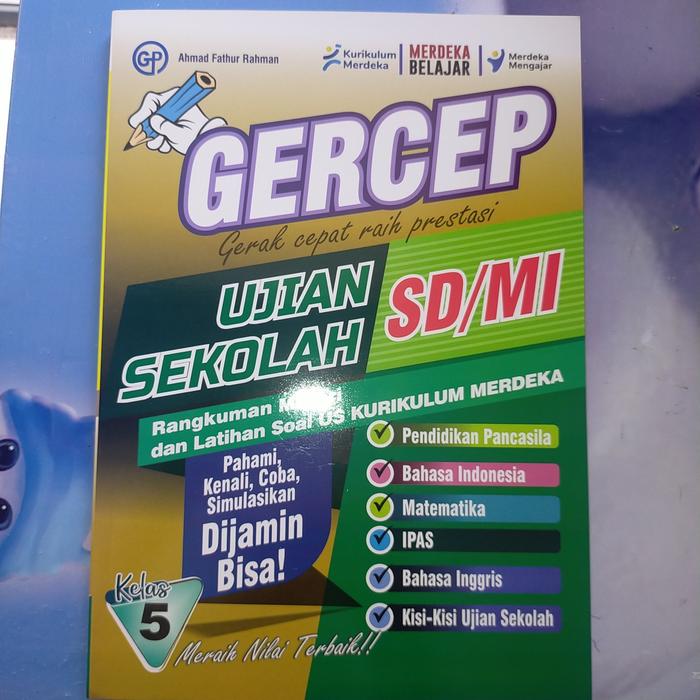 GP
Ahmad Fathur Rahman
Kurikulum
Merdeka
MERDEKA
BELAJAR
Merdeka
Mengajar
GERCEP
Gerak cepat raih prestasi
UJIAN
SEKOLAH
SD/MI
Rangkuman
dan Latihan Soal US KURIKULUM MERDEKA
Pahami,
Kenali, Coba,
Simulasikan
Dijamin
Bisa!
Pendidikan Pancasila
Bahasa Indonesia
Matematika
IPAS
Bahasa Inggris
Kisi-Kisi Ujian Sekolah
Kelas
5
Meraih Nilai Terbaik!!